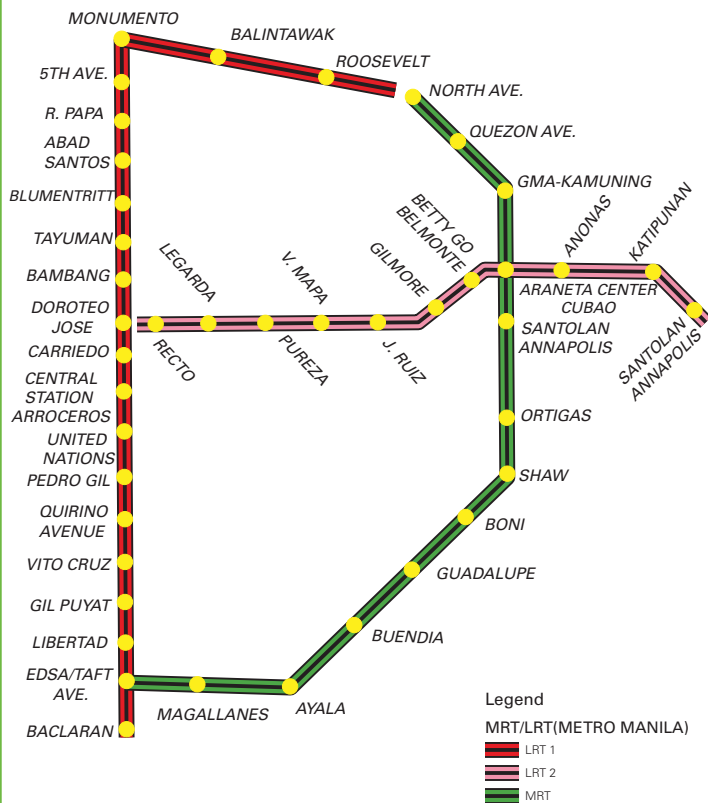 MONUMENTO
BALINTAWAK
ROOSEVELT
5TH AVE.
NORTH AVE.
R. PAPA
QUEZON AVE.
ABAD
SANTOS
GMA-KAMUNING
BLUMENTRITT
BETTY GO
BELMONTE
ANONAS
KATIPUNAN
TAYUMAN
LEGARDA
V. MAPA
GILMORE
BAMBANG
ARANETA CENTER
CUBAO
DOROTEO
JOSE
SANTOLAN
ANNAPOLIS
SANTOLAN
ANNAPOLIS
RECTO
PUREZA
J. RUIZ
CARRIEDO
CENTRAL
STATION
ARROCEROS
ORTIGAS
UNITED
NATIONS
PEDRO GIL
SHAW
QUIRINO
AVENUE
BONI
VITO CRUZ
GUADALUPE
GIL PUYAT
LIBERTAD
BUENDIA
EDSA/TAFT
AVE.
MAGALLANES
AYALA
BACLARAN
Legend
MRT/LRT(METRO MANILA)
LRT 1
LRT 2
MRT